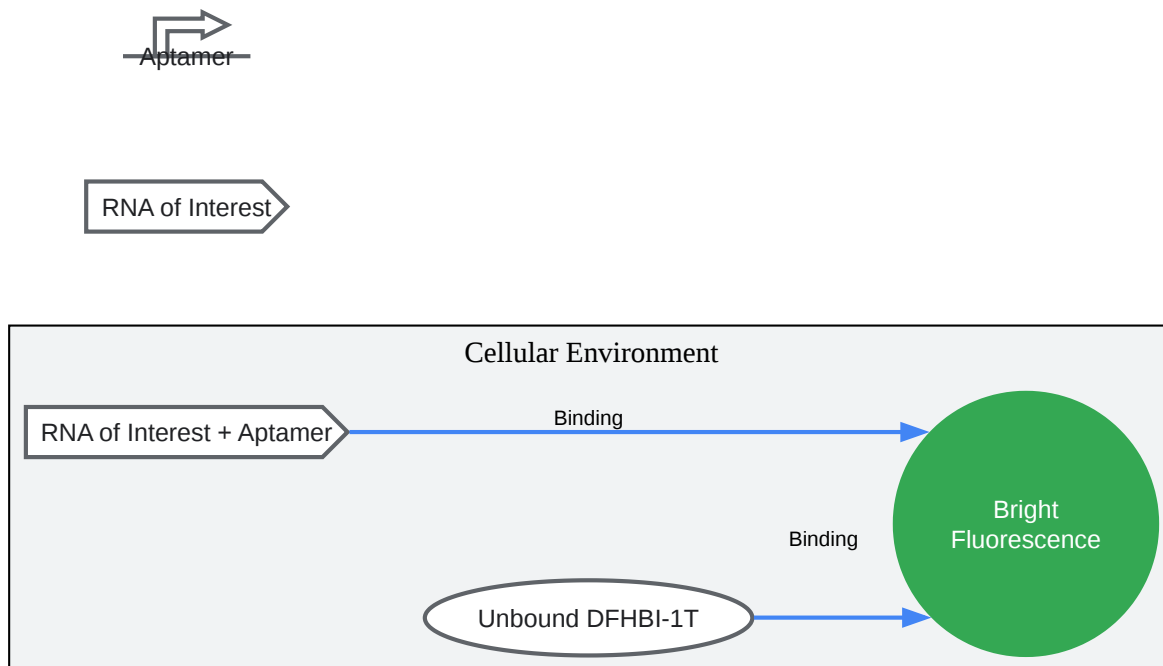 Aptamer
RNA of Interest
Cellular Environment
RNA of Interest + Aptamer
Binding
Bright
Fluorescence
Binding
Unbound DFHBI-1T